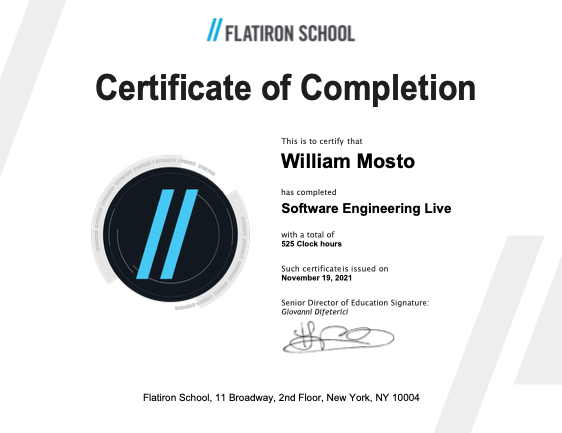 // FLATIRON SCHOOL
Certificate of Completion
This is to certify that
William Mosto
has completed
Software Engineering Live
with a total of
525 Clock hours
Such certificate is issued on
November 19, 2021
Senior Director of Education Signature:
Giovanni Difeterici
Flatiron School, 11 Broadway, 2nd Floor, New York, NY 10004